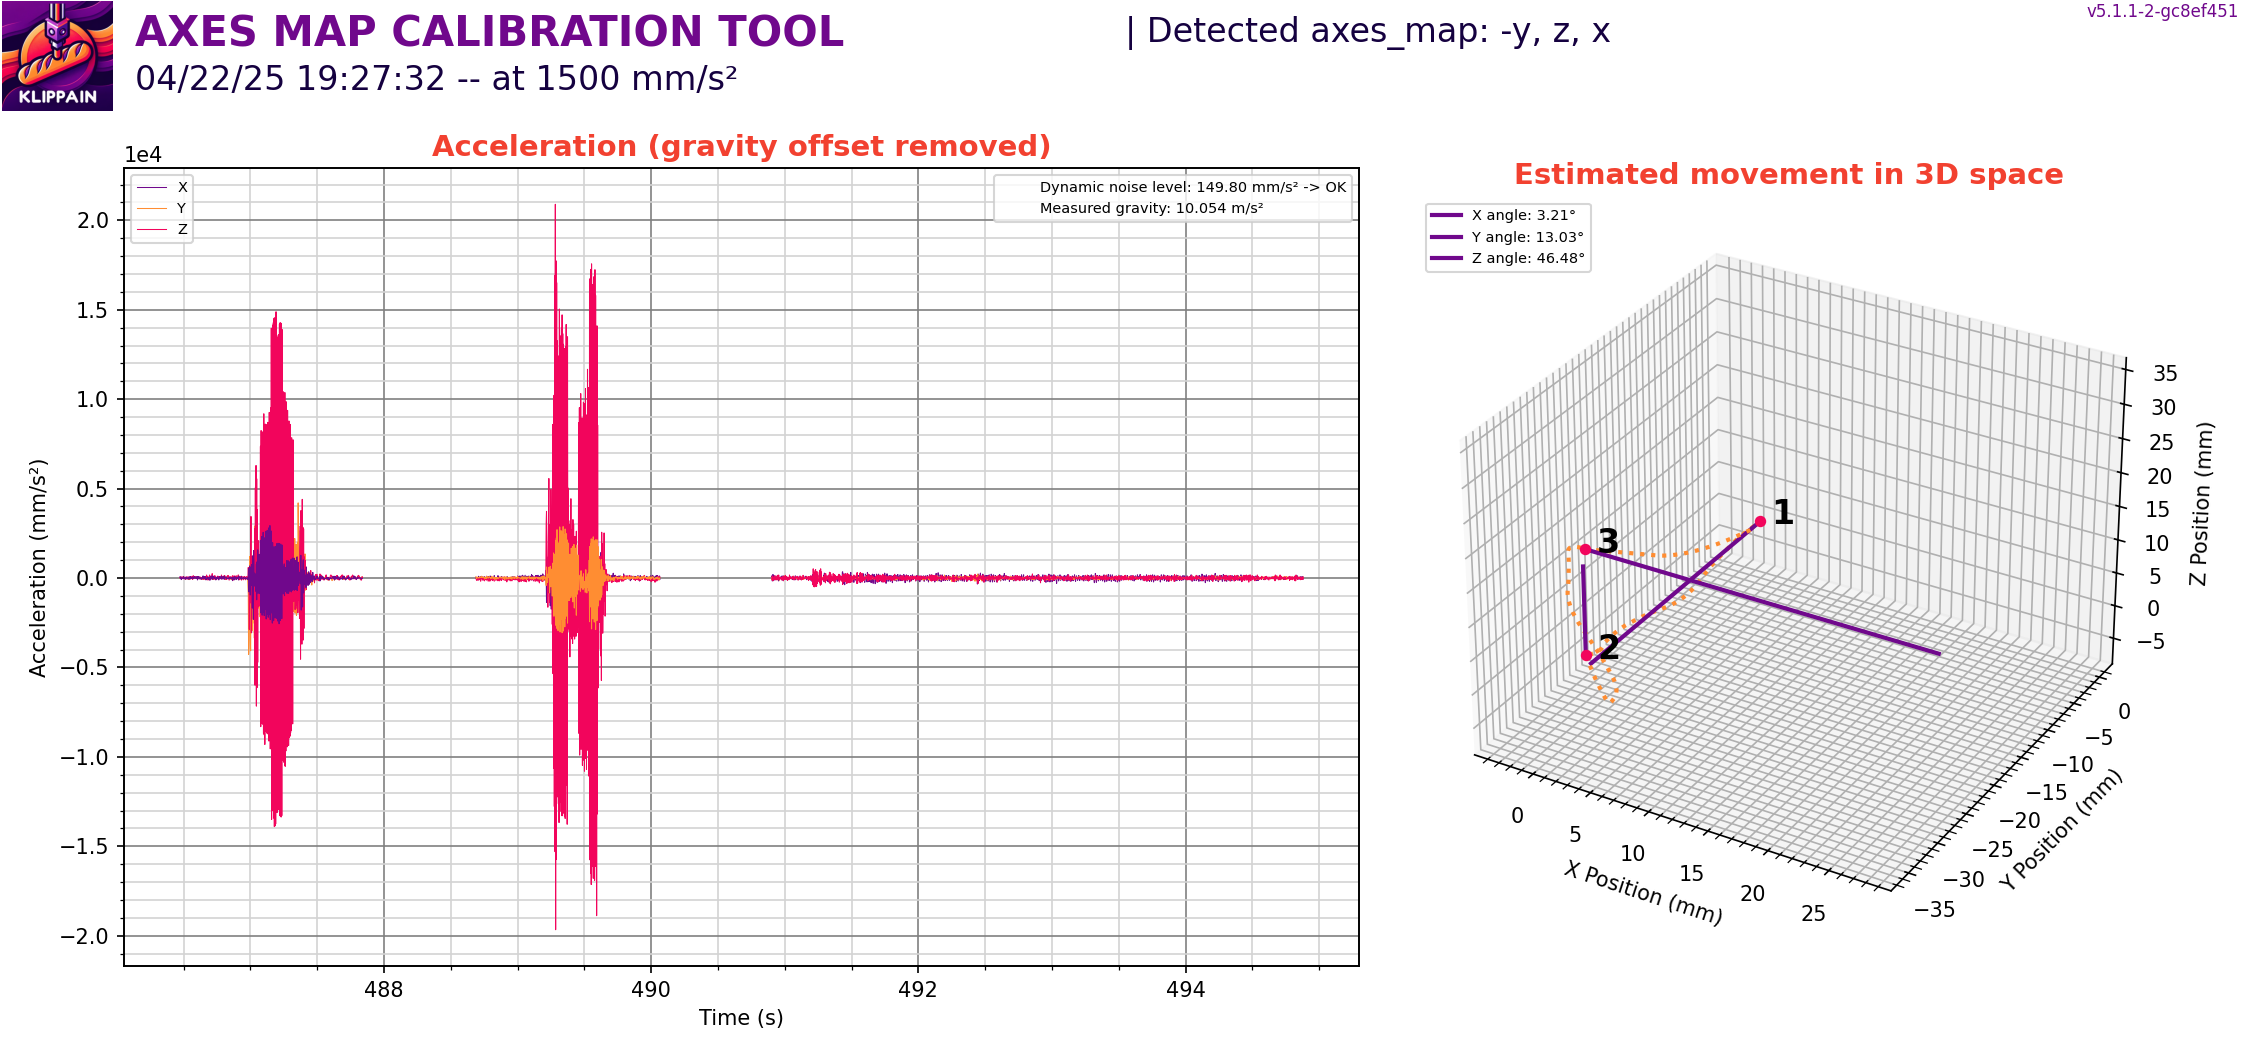 KLIPPAIN
AXES MAP CALIBRATION TOOL
| Detected axes_map: -y, z, x
v5.1.1-2-gc8ef451
04/22/25 19:27:32 -- at 1500 mm/s²
Acceleration (gravity offset removed)
1e4
X
Y
Z
Dynamic noise level: 149.80 mm/s² -> OK
Measured gravity: 10.054 m/s²
2.0
1.5
1.0
0.5
0.0
−0.5
−1.0
−1.5
−2.0
Acceleration (mm/s²)
488
490
492
494
Time (s)
Estimated movement in 3D space
X angle: 3.21°
Y angle: 13.03°
Z angle: 46.48°
1
3
2
35
30
25
20
15
10
5
0
−5
Z Position (mm)
0
−5
−10
−15
−20
−25
−30
−35
Y Position (mm)
0
5
10
15
20
25
X Position (mm)